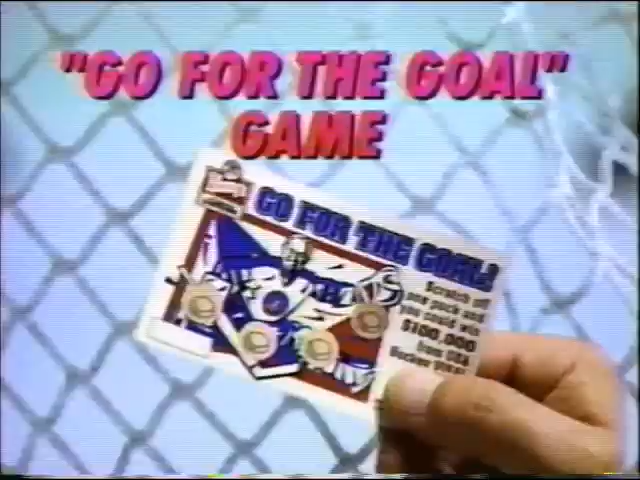 "GO FOR THE GOAL"
GAME
GO FOR THE GOAL!
Scratch off
one puck and
you could win
$100,000
from USA
Hockey